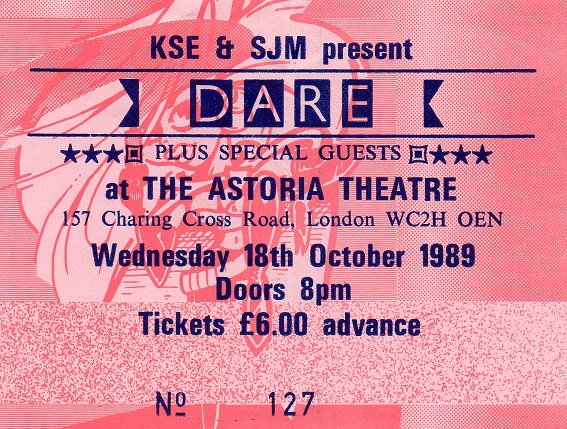 KSE & SJM present
DARE
PLUS SPECIAL GUESTS
at THE ASTORIA THEATRE
157 Charing Cross Road, London WC2H OEN
Wednesday 18th October 1989
Doors 8pm
Tickets £6.00 advance
Nº 127